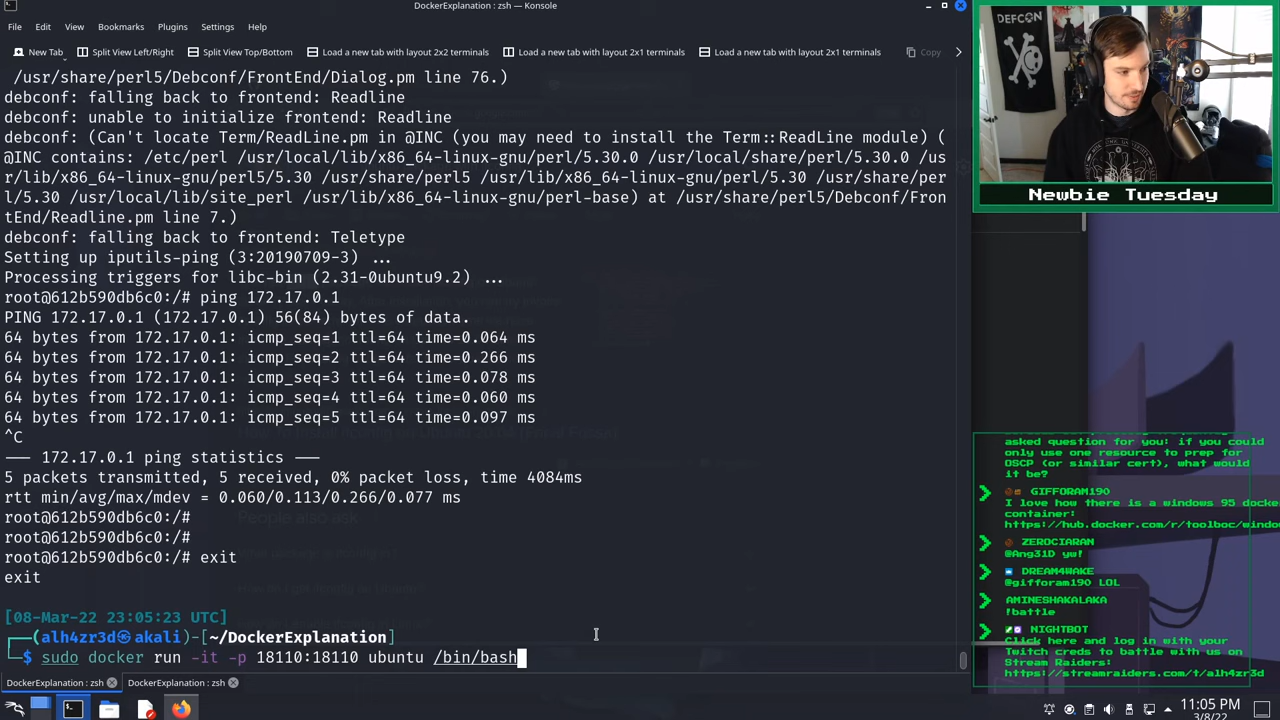 DockerExplanation : zsh — Konsole
File Edit View Bookmarks Plugins Settings Help
New Tab Split View Left/Right Split View Top/Bottom Load a new tab with layout 2x2 terminals Load a new tab with layout 2x1 terminals Load a new tab with layout 2x1 terminals Copy
/usr/share/perl5/Debconf/FrontEnd/Dialog.pm line 76.)
debconf: falling back to frontend: Readline
debconf: unable to initialize frontend: Readline
debconf: (Can't locate Term/ReadLine.pm in @INC (you may need to install the Term::ReadLine module) (
@INC contains: /etc/perl /usr/local/lib/x86_64-linux-gnu/perl/5.30.0 /usr/local/share/perl/5.30.0 /us
r/lib/x86_64-linux-gnu/perl5/5.30 /usr/share/perl5 /usr/lib/x86_64-linux-gnu/perl/5.30 /usr/share/per
l/5.30 /usr/local/lib/site_perl /usr/lib/x86_64-linux-gnu/perl-base) at /usr/share/perl5/Debconf/Fron
tEnd/Readline.pm line 7.)
debconf: falling back to frontend: Teletype
Setting up iputils-ping (3:20190709-3) ...
Processing triggers for libc-bin (2.31-0ubuntu9.2) ...
root@612b590db6c0:/# ping 172.17.0.1
PING 172.17.0.1 (172.17.0.1) 56(84) bytes of data.
64 bytes from 172.17.0.1: icmp_seq=1 ttl=64 time=0.064 ms
64 bytes from 172.17.0.1: icmp_seq=2 ttl=64 time=0.266 ms
64 bytes from 172.17.0.1: icmp_seq=3 ttl=64 time=0.078 ms
64 bytes from 172.17.0.1: icmp_seq=4 ttl=64 time=0.060 ms
64 bytes from 172.17.0.1: icmp_seq=5 ttl=64 time=0.097 ms
^C
--- 172.17.0.1 ping statistics ---
5 packets transmitted, 5 received, 0% packet loss, time 4084ms
rtt min/avg/max/mdev = 0.060/0.113/0.266/0.077 ms
root@612b590db6c0:/#
root@612b590db6c0:/#
root@612b590db6c0:/# exit
exit
[08-Mar-22 23:05:23 UTC]
┌──(alh4zr3d㉿akali)-[~/DockerExplanation]
└─$ sudo docker run -it -p 18110:18110 ubuntu /bin/bash
DockerExplanation : zsh DockerExplanation : zsh
DEFCON
Newbie Tuesday
asked question for you: if you could
only use one resource to prep for
OSCP (or similar cert), what would
it be?
GIFFORAM190
I love how there is a windows 95 dock
container:
https://hub.docker.com/r/toolboc/windo
ZEROCIARAN
@Ang31D yw!
DREAM4WAKE
@gifforam190 LOL
AMINESHAKALAKA
!battle
NIGHTBOT
Click here and log in with your
Twitch creds to battle with us on
Stream Raiders:
https://streamraiders.com/t/alh4zr3d
11:05 PM
3/8/22